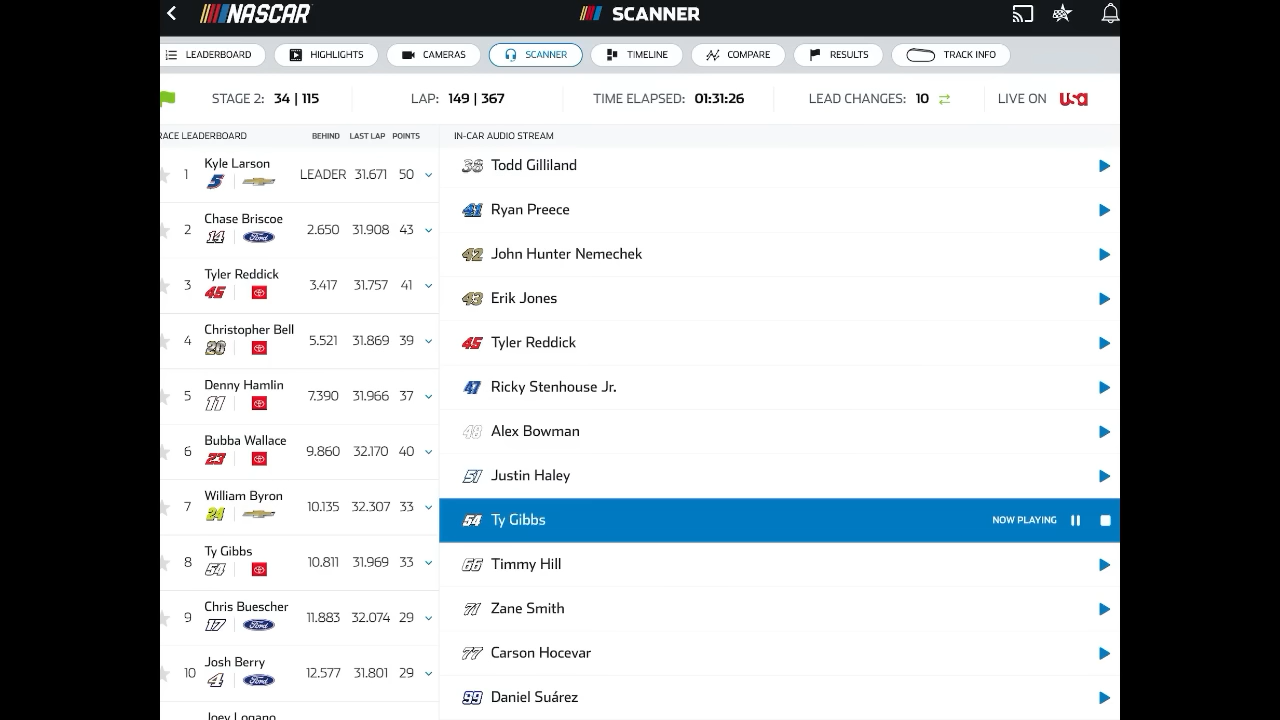 NASCAR
SCANNER
LEADERBOARD
HIGHLIGHTS
CAMERAS
SCANNER
TIMELINE
COMPARE
RESULTS
TRACK INFO
STAGE 2: 34 | 115
LAP: 149 | 367
TIME ELAPSED: 01:31:26
LEAD CHANGES: 10
LIVE ON USA
RACE LEADERBOARD BEHIND LAST LAP POINTS
1 Kyle Larson LEADER 31.671 50
5
2 Chase Briscoe 2.650 31.908 43
14 Ford
3 Tyler Reddick 3.417 31.757 41
45
4 Christopher Bell 5.521 31.869 39
20
5 Denny Hamlin 7.390 31.966 37
11
6 Bubba Wallace 9.860 32.170 40
23
7 William Byron 10.135 32.307 33
24
8 Ty Gibbs 10.811 31.969 33
54
9 Chris Buescher 11.883 32.074 29
17 Ford
10 Josh Berry 12.577 31.801 29
4 Ford
Joey Logano
IN-CAR AUDIO STREAM
38 Todd Gilliland
41 Ryan Preece
42 John Hunter Nemechek
43 Erik Jones
45 Tyler Reddick
47 Ricky Stenhouse Jr.
48 Alex Bowman
51 Justin Haley
54 Ty Gibbs NOW PLAYING
66 Timmy Hill
71 Zane Smith
77 Carson Hocevar
99 Daniel Suárez